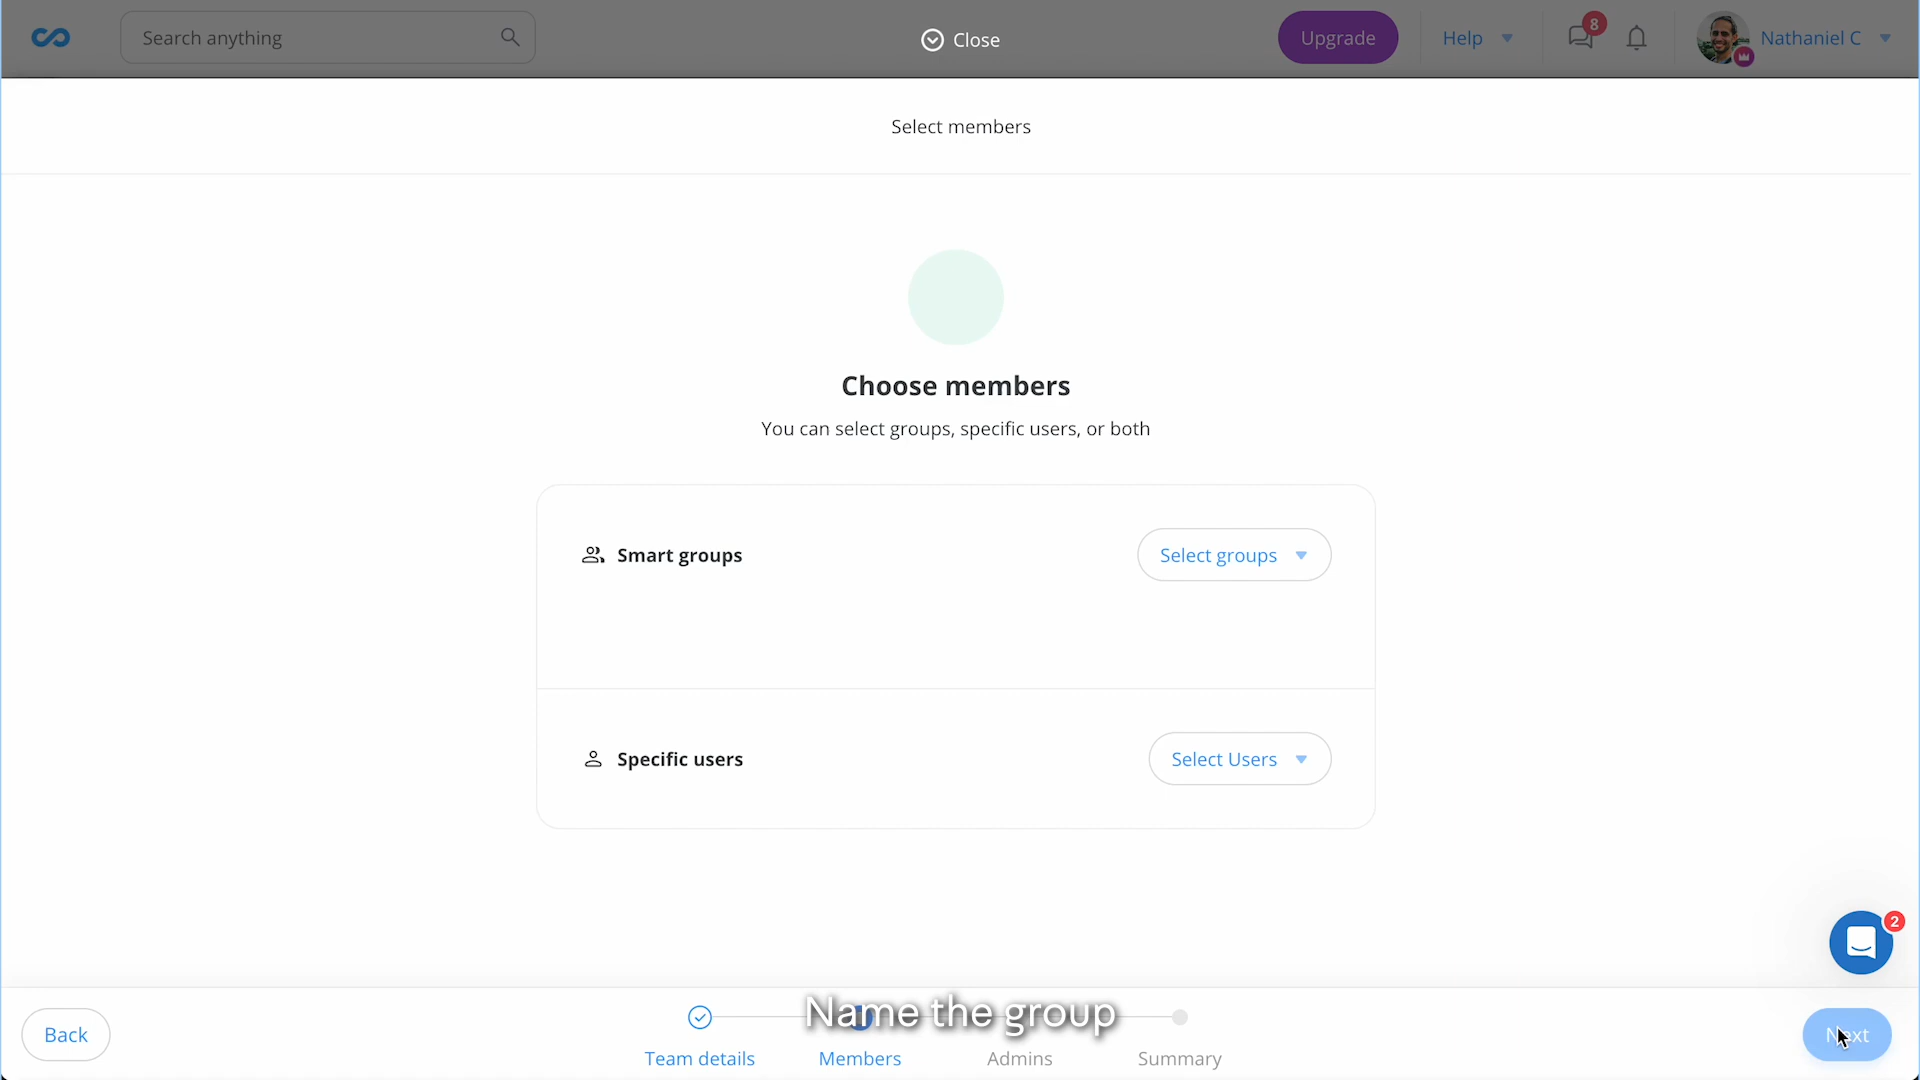 Search anything
Close
Upgrade
Help
8
Nathaniel C
Select members
Choose members
You can select groups, specific users, or both
Smart groups
Select groups
Specific users
Select Users
2
Back
Name the group
Team details
Members
Admins
Summary
Next